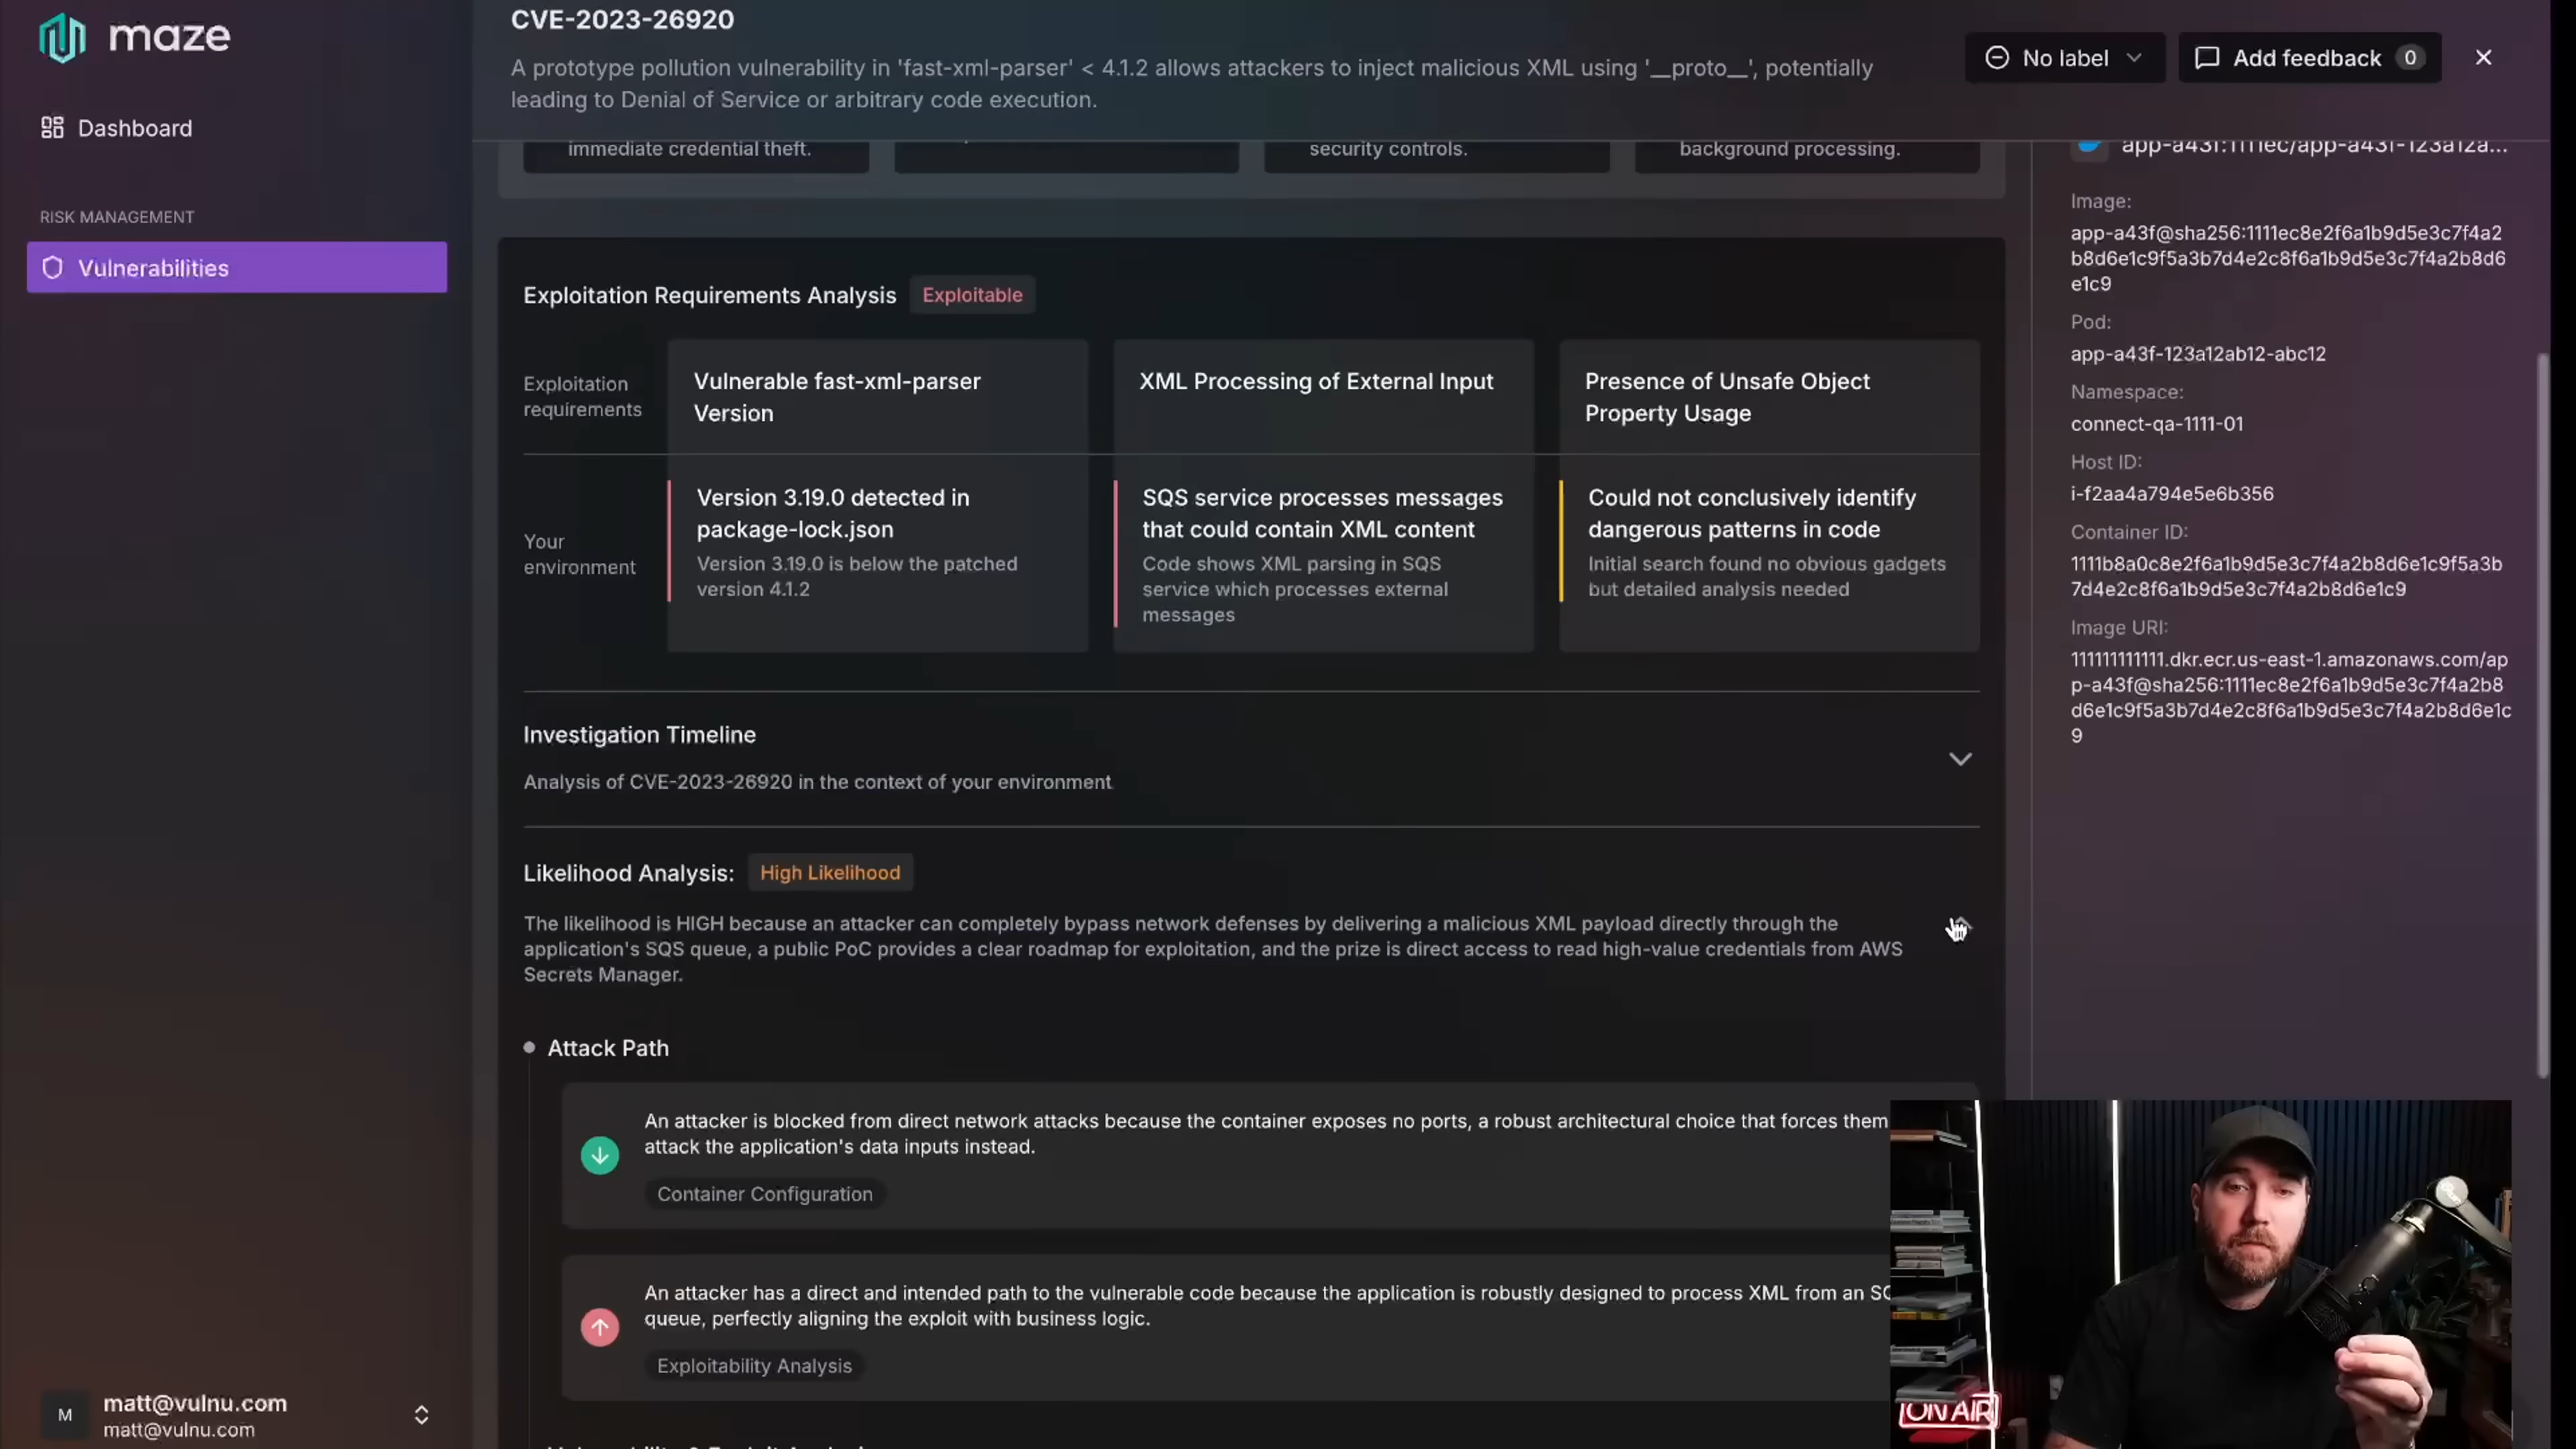 maze
Dashboard
RISK MANAGEMENT
Vulnerabilities
matt@vulnu.com
M
matt@vulnu.com
CVE-2023-26920
A prototype pollution vulnerability in 'fast-xml-parser' < 4.1.2 allows attackers to inject malicious XML using '__proto__', potentially
leading to Denial of Service or arbitrary code execution.
No label
Add feedback 0
immediate credential theft.
security controls.
background processing.
Exploitation Requirements Analysis Exploitable
Exploitation
requirements
Vulnerable fast-xml-parser
Version
XML Processing of External Input
Presence of Unsafe Object
Property Usage
Your
environment
Version 3.19.0 detected in
package-lock.json
Version 3.19.0 is below the patched
version 4.1.2
SQS service processes messages
that could contain XML content
Code shows XML parsing in SQS
service which processes external
messages
Could not conclusively identify
dangerous patterns in code
Initial search found no obvious gadgets
but detailed analysis needed
Investigation Timeline
Analysis of CVE-2023-26920 in the context of your environment
Likelihood Analysis: High Likelihood
The likelihood is HIGH because an attacker can completely bypass network defenses by delivering a malicious XML payload directly through the
application's SQS queue, a public PoC provides a clear roadmap for exploitation, and the prize is direct access to read high-value credentials from AWS
Secrets Manager.
Attack Path
An attacker is blocked from direct network attacks because the container exposes no ports, a robust architectural choice that forces them
attack the application's data inputs instead.
Container Configuration
An attacker has a direct and intended path to the vulnerable code because the application is robustly designed to process XML from an
queue, perfectly aligning the exploit with business logic.
Exploitability Analysis
Image:
app-a43f@sha256:1111ec8e2f6a1b9d5e3c7f4a2
b8d6e1c9f5a3b7d4e2c8f6a1b9d5e3c7f4a2b8d6
e1c9
Pod:
app-a43f-123a12ab12-abc12
Namespace:
connect-qa-1111-01
Host ID:
i-f2aa4a794e5e6b356
Container ID:
1111b8a0c8e2f6a1b9d5e3c7f4a2b8d6e1c9f5a3b
7d4e2c8f6a1b9d5e3c7f4a2b8d6e1c9
Image URI:
111111111111.dkr.ecr.us-east-1.amazonaws.com/ap
p-a43f@sha256:1111ec8e2f6a1b9d5e3c7f4a2b8
d6e1c9f5a3b7d4e2c8f6a1b9d5e3c7f4a2b8d6e1c
9
ON AIR